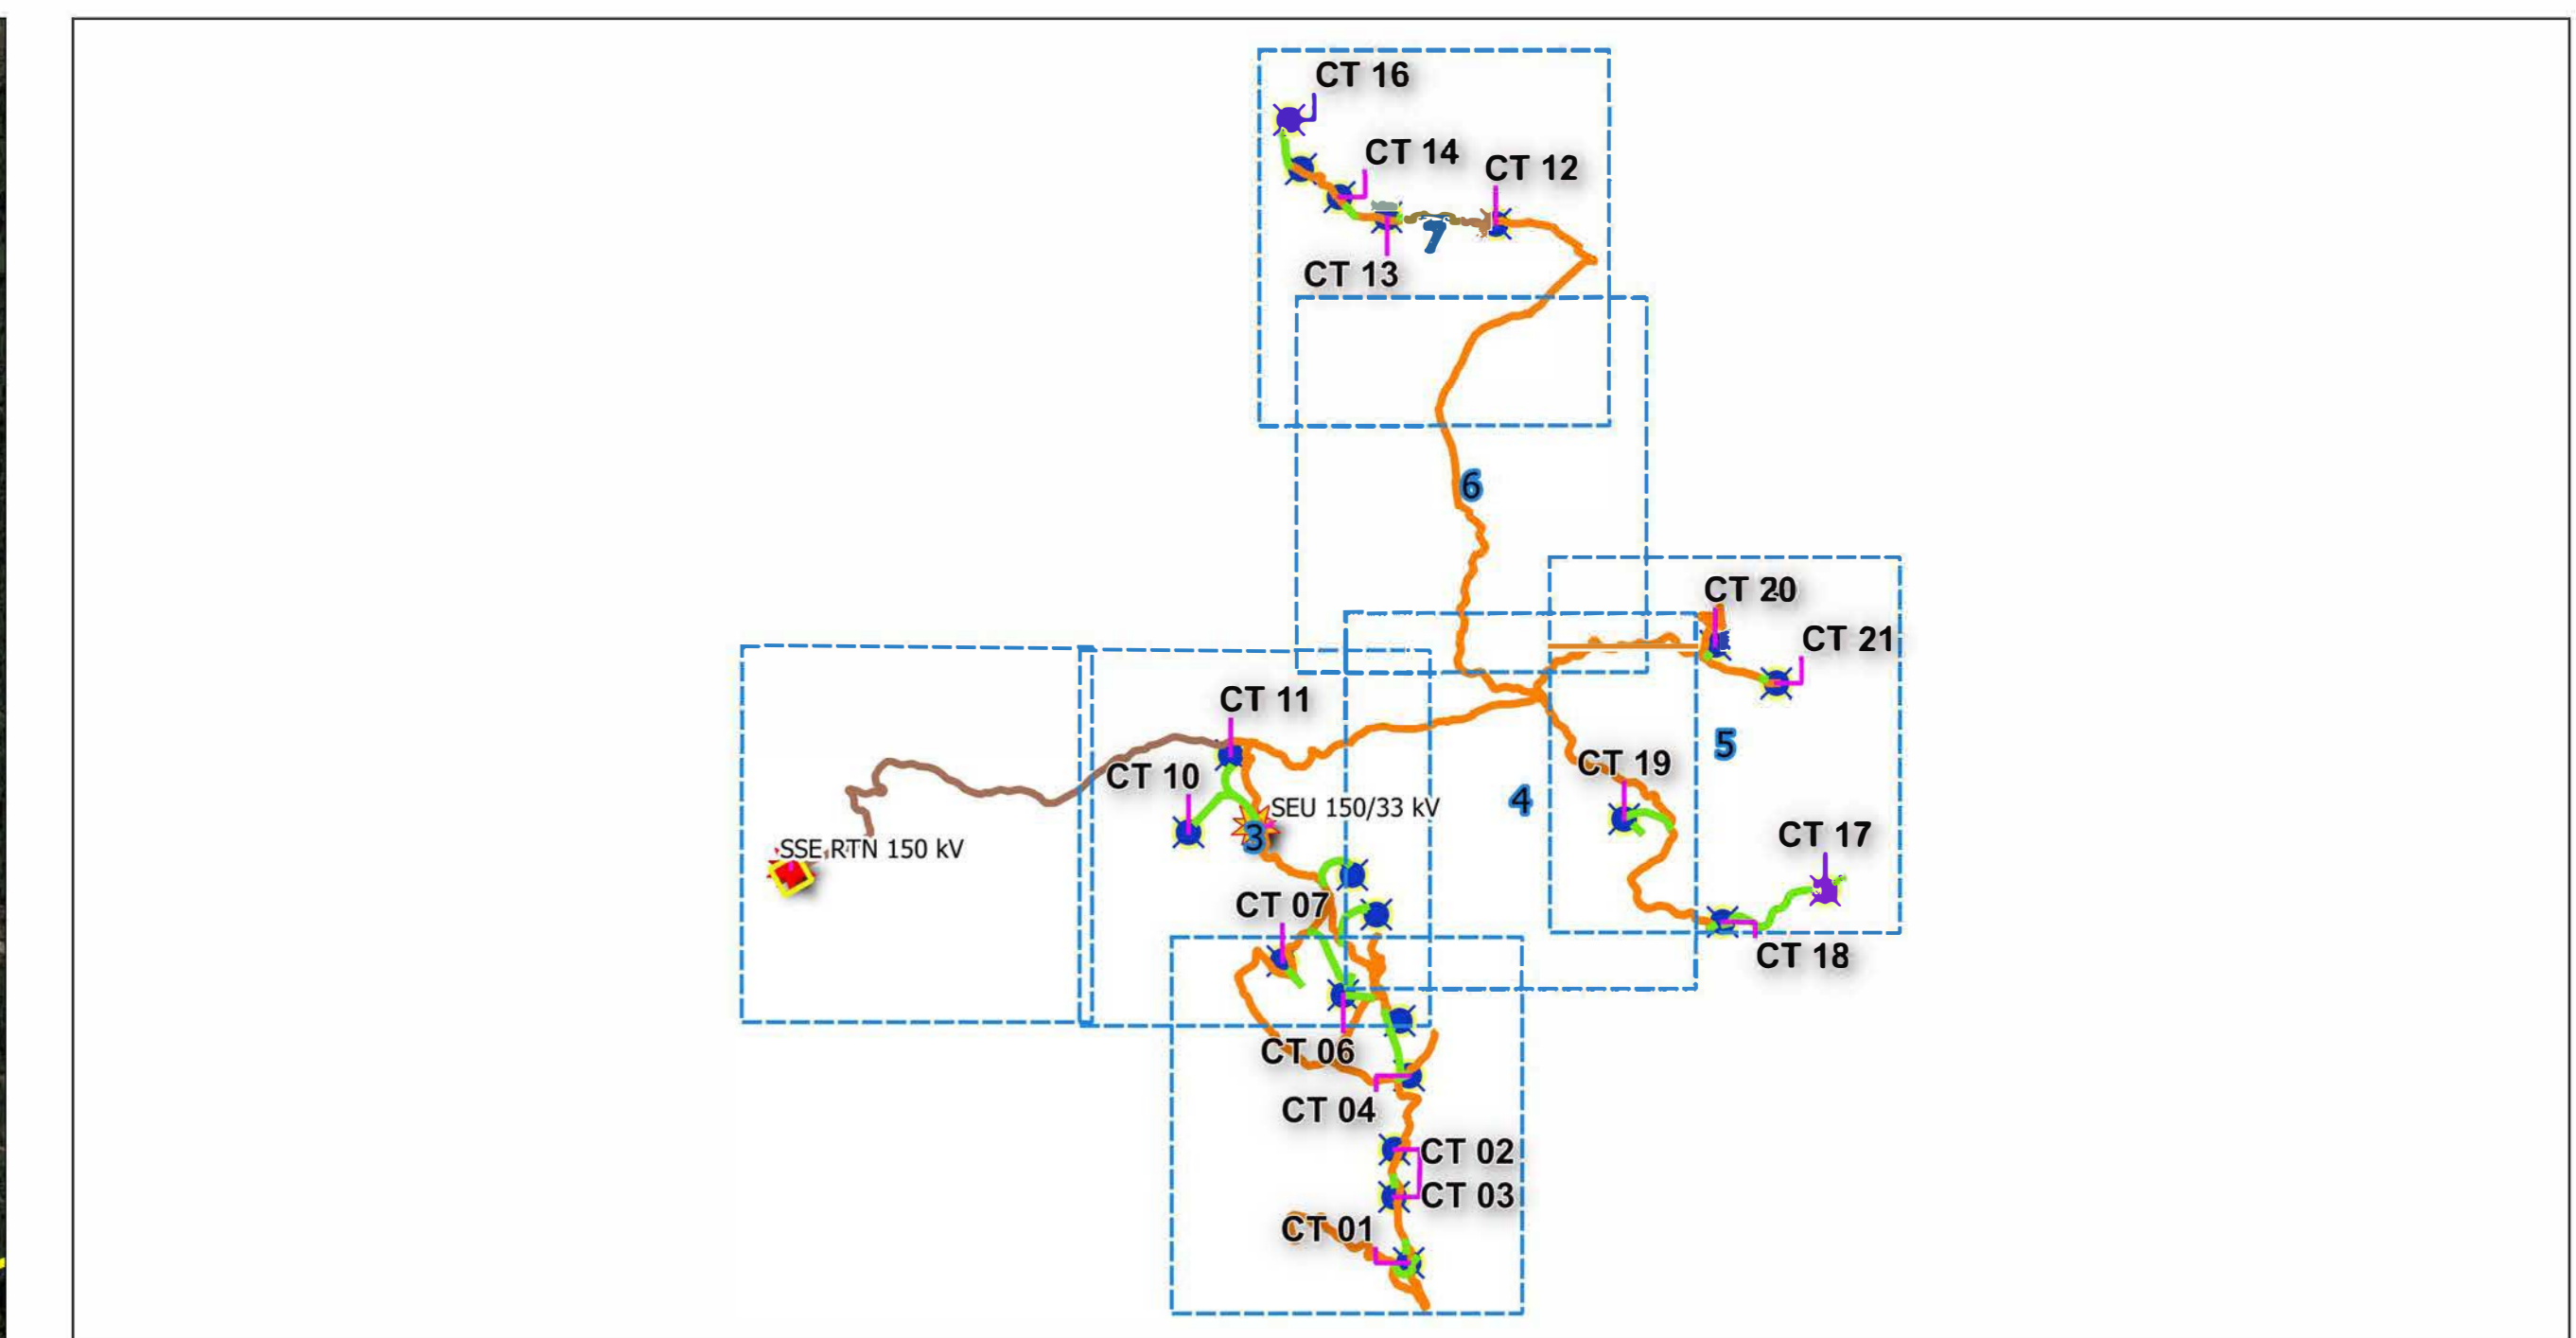 CT 16
CT 14
CT 12
7
CT 13
6
CT 20
CT 21
CT 11
5
CT 19
CT 10
4
SEU 150/33 kV
3
CT 17
SSE RTN 150 kV
CT 07
CT 18
CT 06
CT 04
CT 02
CT 03
CT 01